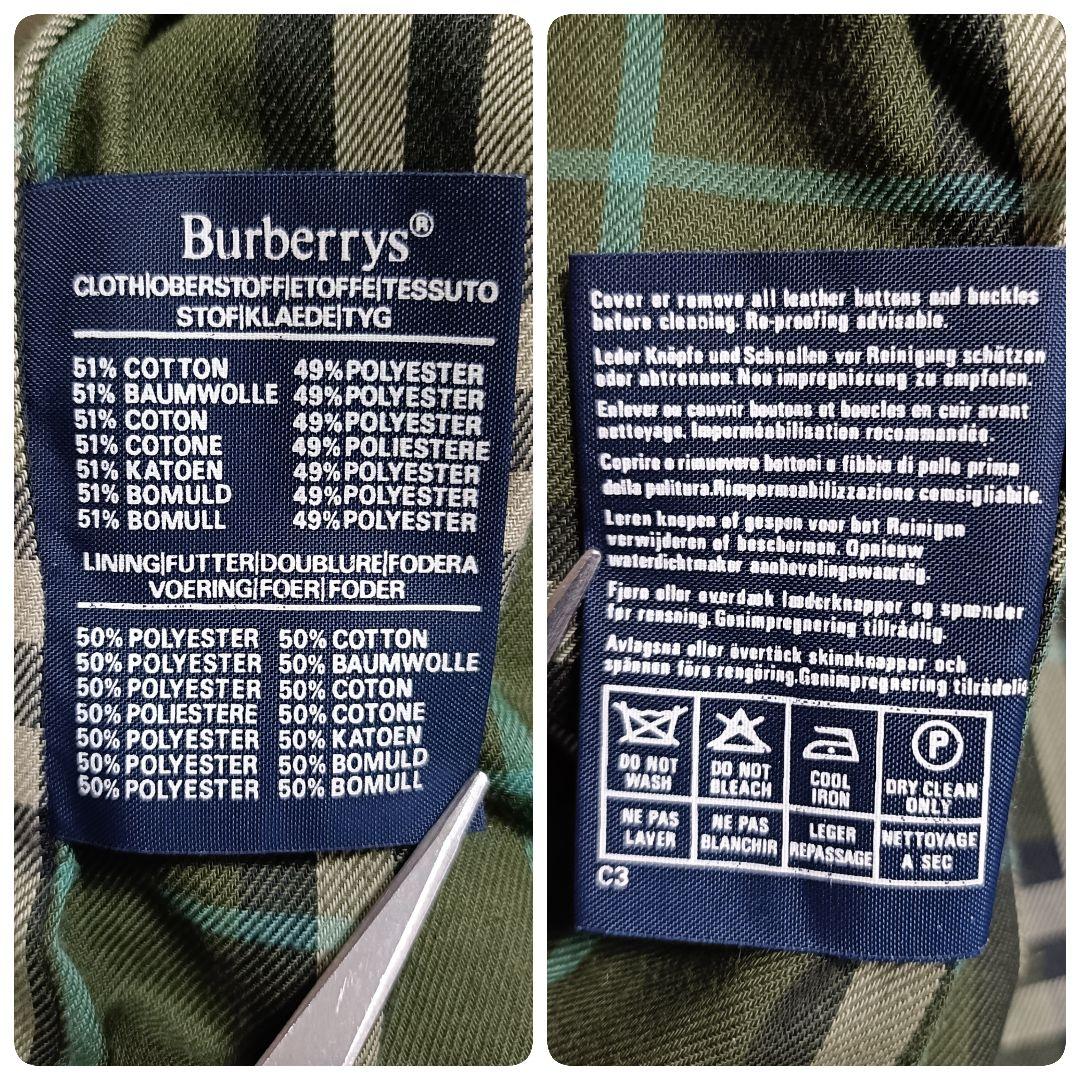 Burberrys®
CLOTH|OBERSTOFF|ETOFFE|TESSUTO
STOF|KLAEDE|TYG
51% COTTON 49% POLYESTER
51% BAUMWOLLE 49% POLYESTER
51% COTON 49% POLYESTER
51% COTONE 49% POLIESTERE
51% KATOEN 49% POLYESTER
51% BOMULD 49% POLYESTER
51% BOMULL 49% POLYESTER
LINING|FUTTER|DOUBLURE|FODERA
VOERING|FOER|FODER
50% POLYESTER 50% COTTON
50% POLYESTER 50% BAUMWOLLE
50% POLYESTER 50% COTON
50% POLIESTERE 50% COTONE
50% POLYESTER 50% KATOEN
50% POLYESTER 50% BOMULD
50% POLYESTER 50% BOMULL
Cover or remove all leather buttons and buckles
before cleaning. Re-proofing advisable.
Leder Knöpfe und Schnallen vor Reinigung schützen
oder abtrennen. Neu impregnierung zu empfolen.
Enlever ou couvrir boutons et boucles en cuir avant
nettoyage. Imperméabilisation recommandée.
Coprire o rimuovere bottoni o fibbie di pelle prima
della pulitura. Rimpermeabilizzazione consigliabile.
Leren knopen of gespen voor het Reinigen
verwijderen of beschermen. Opnieuw
waterdichtmaker aanbevelingswaardig.
Fjern eller overdæk læderknapper og spænder
før rensning. Genimpregnering tillrådlig.
Avlagsna eller övertäck skinnknappar och
spännen före rengöring. Genimpregnering tilrådelig
DO NOT
WASH
DO NOT
BLEACH
COOL
IRON
P
DRY CLEAN
ONLY
NE PAS
LAVER
NE PAS
BLANCHIR
LEGER
REPASSAGE
NETTOYAGE
A SEC
C3